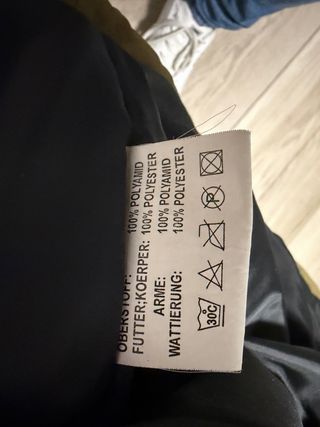 OBERSTOFF: 100% POLYAMID
FUTTER;KOERPER: 100% POLYESTER
ARME: 100% POLYAMID
WATTIERUNG: 100% POLYESTER
30C P